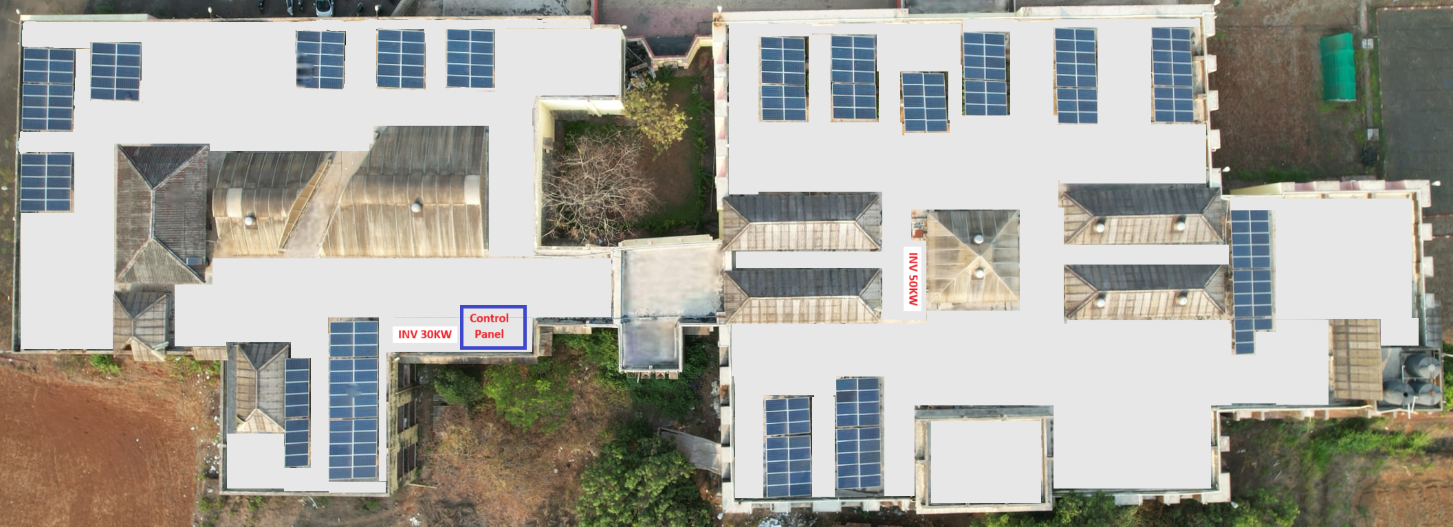 INV 50KW
Control
Panel
INV 30KW